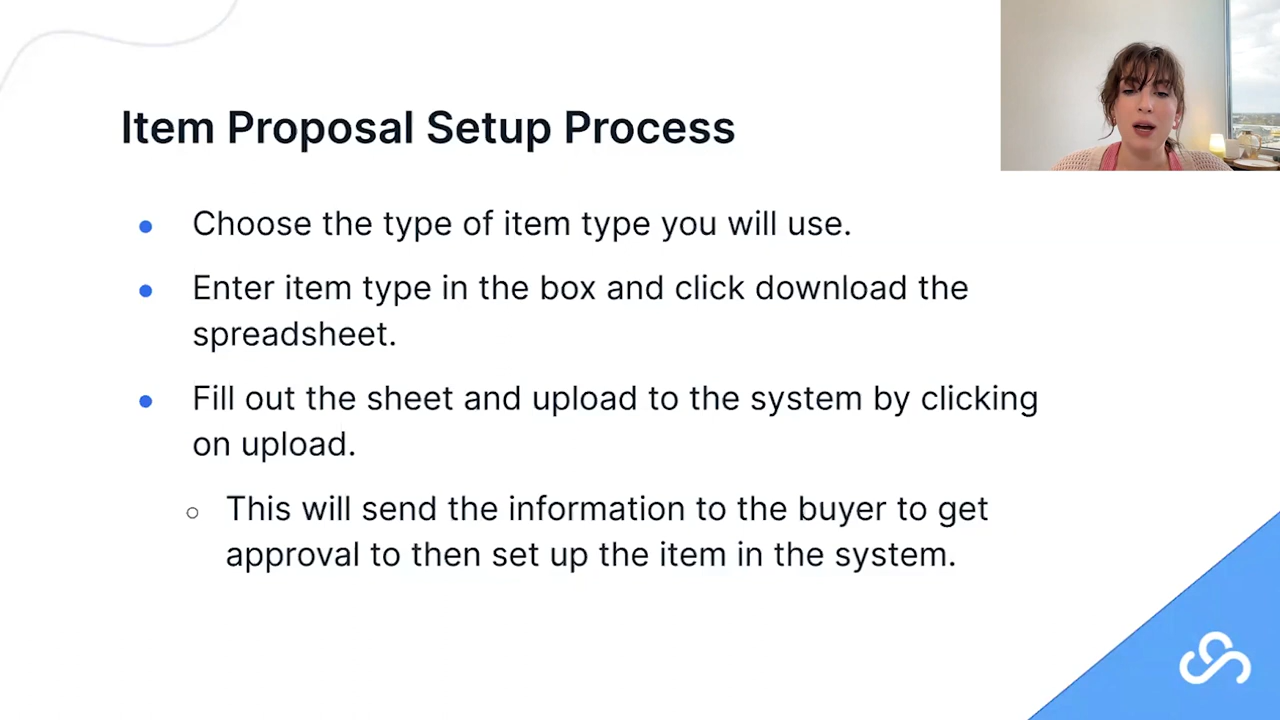 Item Proposal Setup Process
Choose the type of item type you will use.
Enter item type in the box and click download the
spreadsheet.
Fill out the sheet and upload to the system by clicking
on upload.
This will send the information to the buyer to get
approval to then set up the item in the system.